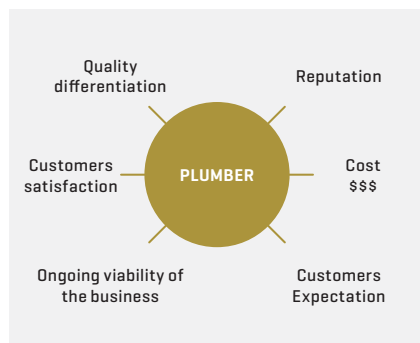 Quality
differentiation
Reputation
Customers
satisfaction
PLUMBER
Cost
$$$
Ongoing viability of
the business
Customers
Expectation